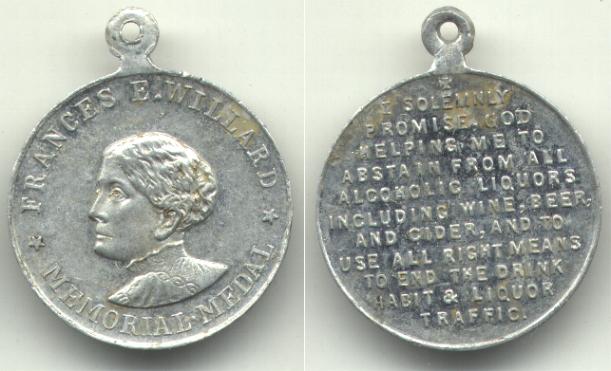 FRANCES E. WILLARD
MEMORIAL·MEDAL
I SOLEMNLY
PROMISE, GOD
HELPING ME TO
ABSTAIN FROM ALL
ALCOHOLIC LIQUORS
INCLUDING WINE, BEER,
AND CIDER, AND TO
USE ALL RIGHT MEANS
TO END THE DRINK
HABIT & LIQUOR
TRAFFIC.